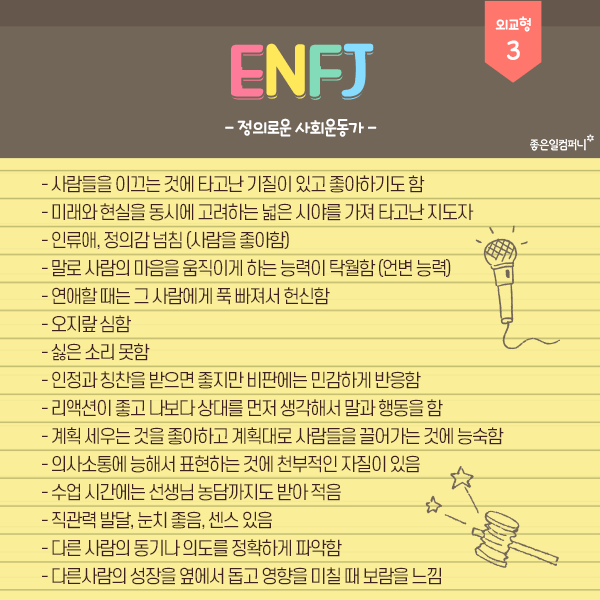 외교형
3
ENFJ
- 정의로운 사회운동가 -
좋은일컴퍼니
- 사람들을 이끄는 것에 타고난 기질이 있고 좋아하기도 함
- 미래와 현실을 동시에 고려하는 넓은 시야를 가져 타고난 지도자
- 인류애, 정의감 넘침 (사람을 좋아함)
- 말로 사람의 마음을 움직이게 하는 능력이 탁월함 (언변 능력)
- 연애할 때는 그 사람에게 푹 빠져서 헌신함
- 오지랖 심함
- 싫은 소리 못함
- 인정과 칭찬을 받으면 좋지만 비판에는 민감하게 반응함
- 리액션이 좋고 나보다 상대를 먼저 생각해서 말과 행동을 함
- 계획 세우는 것을 좋아하고 계획대로 사람들을 끌어가는 것에 능숙함
- 의사소통에 능해서 표현하는 것에 천부적인 자질이 있음
- 수업 시간에는 선생님 농담까지도 받아 적음
- 직관력 발달, 눈치 좋음, 센스 있음
- 다른 사람의 동기나 의도를 정확하게 파악함
- 다른사람의 성장을 옆에서 돕고 영향을 미칠 때 보람을 느낌